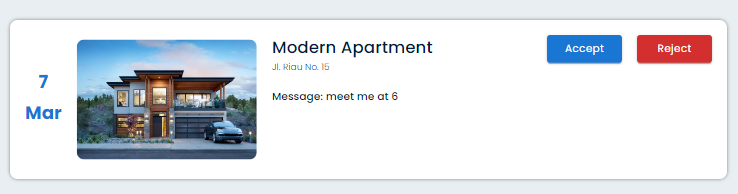 7
Mar
Modern Apartment
Jl. Riau No. 15
Message: meet me at 6
Accept
Reject